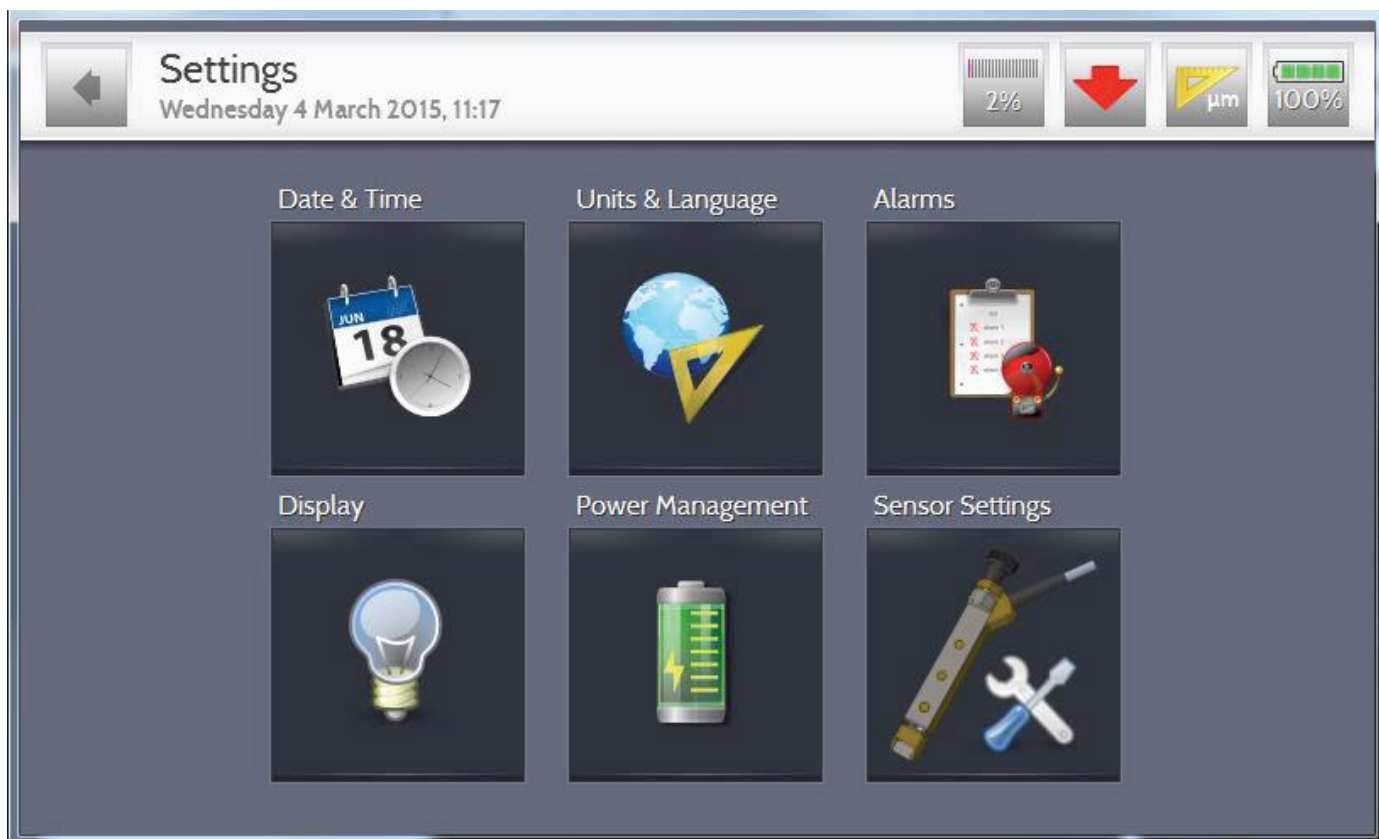 Settings
Wednesday 4 March 2015, 11:17
2%
µm
100%
Date & Time
Units & Language
Alarms
JUN
18
Display
Power Management
Sensor Settings